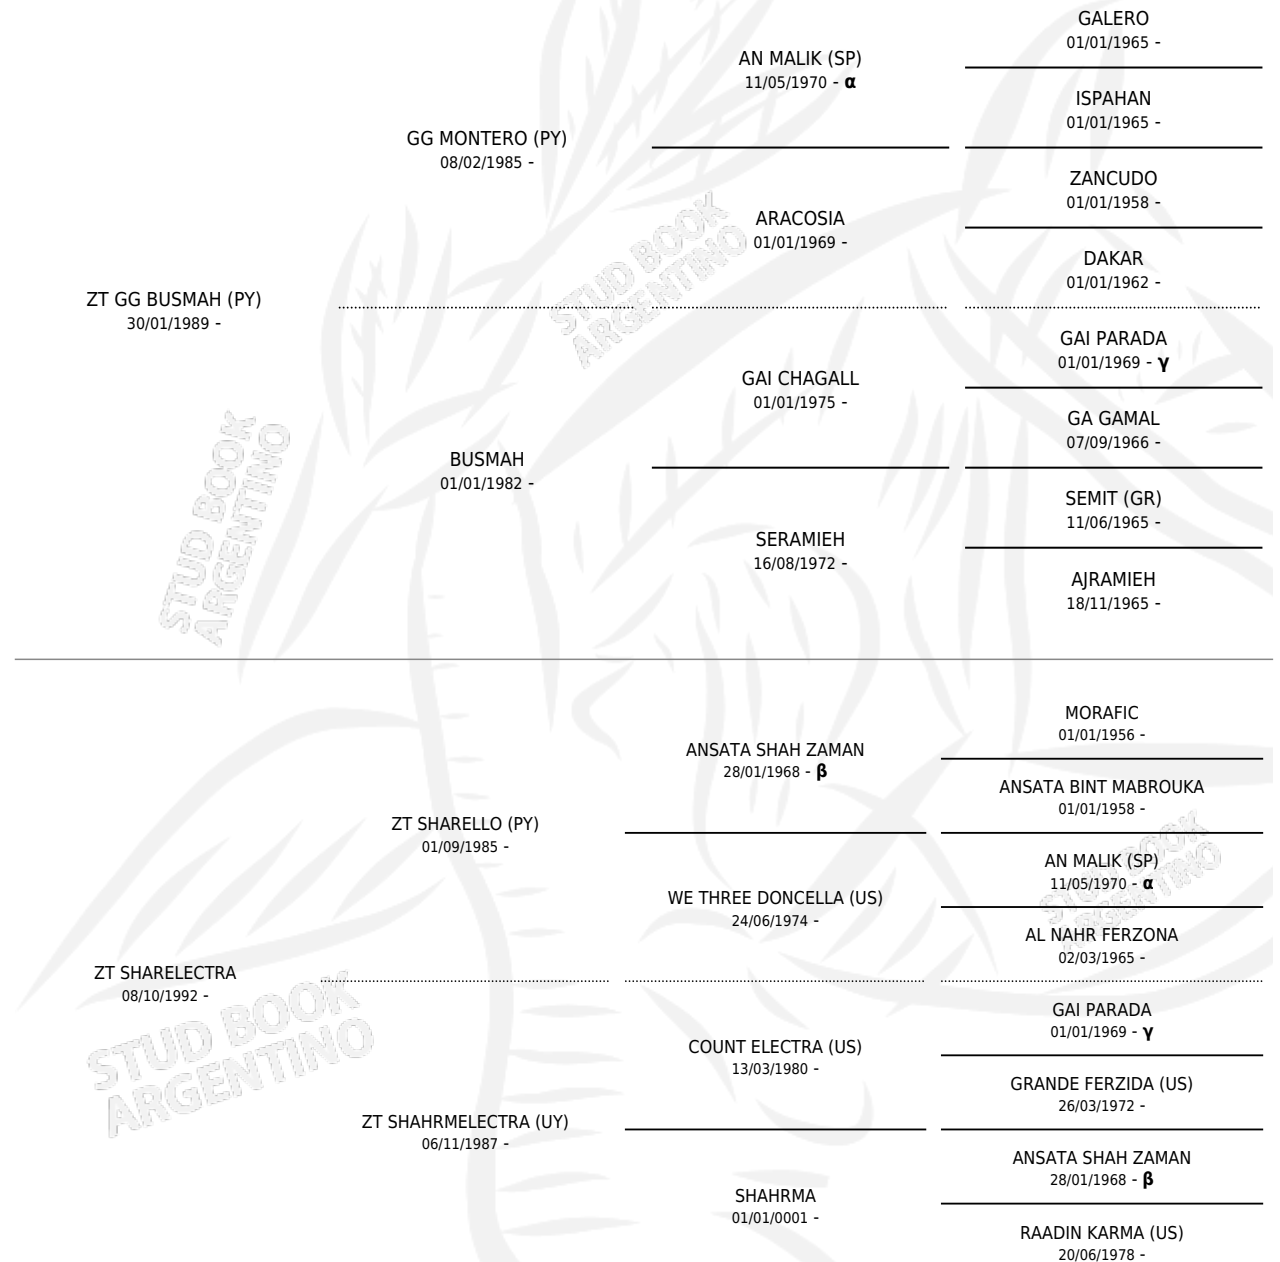 GALERO
01/01/1965 -
AN MALIK (SP)
11/05/1970 - α
ISPAHAN
01/01/1965 -
GG MONTERO (PY)
08/02/1985 -
ZANCUDO
01/01/1958 -
ARACOSIA
01/01/1969 -
DAKAR
01/01/1962 -
ZT GG BUSMAH (PY)
30/01/1989 -
GAI PARADA
01/01/1969 - γ
GAI CHAGALL
01/01/1975 -
GA GAMAL
07/09/1966 -
BUSMAH
01/01/1982 -
SEMIT (GR)
11/06/1965 -
SERAMIEH
16/08/1972 -
AJRAMIEH
18/11/1965 -
MORAFIC
01/01/1956 -
ANSATA SHAH ZAMAN
28/01/1968 - β
ANSATA BINT MABROUKA
01/01/1958 -
ZT SHARELLO (PY)
01/09/1985 -
AN MALIK (SP)
11/05/1970 - α
WE THREE DONCELLA (US)
24/06/1974 -
AL NAHR FERZONA
02/03/1965 -
ZT SHARELECTRA
08/10/1992 -
GAI PARADA
01/01/1969 - γ
COUNT ELECTRA (US)
13/03/1980 -
GRANDE FERZIDA (US)
26/03/1972 -
ZT SHAHRMELECTRA (UY)
06/11/1987 -
ANSATA SHAH ZAMAN
28/01/1968 - β
SHAHRMA
01/01/0001 -
RAADIN KARMA (US)
20/06/1978 -
STUD BOOK
ARGENTINO
STUD BOOK
ARGENTINO
STUD BOOK
ARGENTINO
STUD BOOK
ARGENTINO